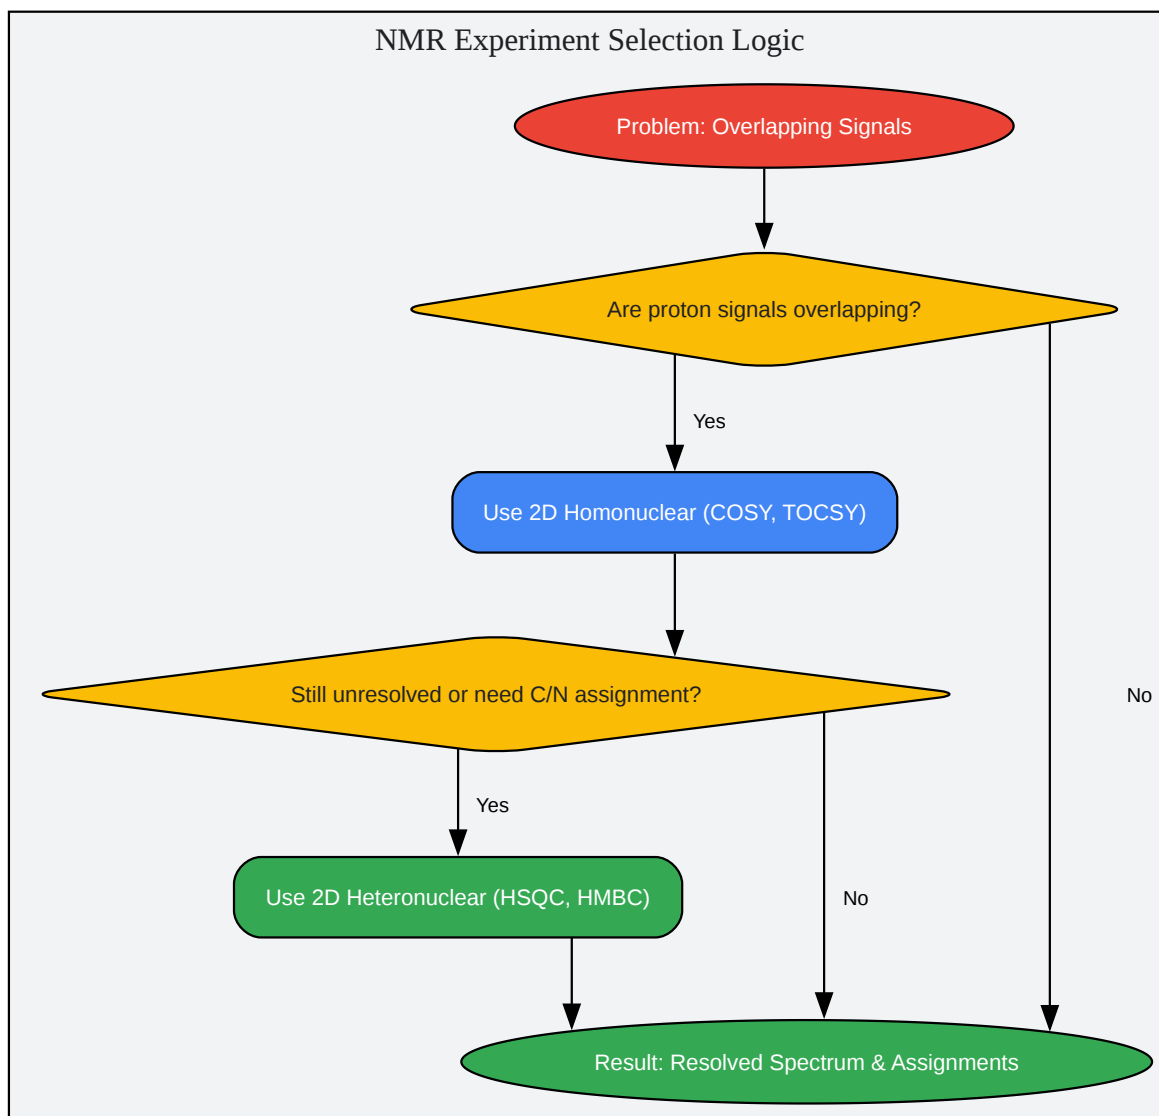 NMR Experiment Selection Logic
Problem: Overlapping Signals
Are proton signals overlapping?
Yes
Use 2D Homonuclear (COSY, TOCSY)
Still unresolved or need C/N assignment?
No
Yes
Use 2D Heteronuclear (HSQC, HMBC)
No
Result: Resolved Spectrum & Assignments